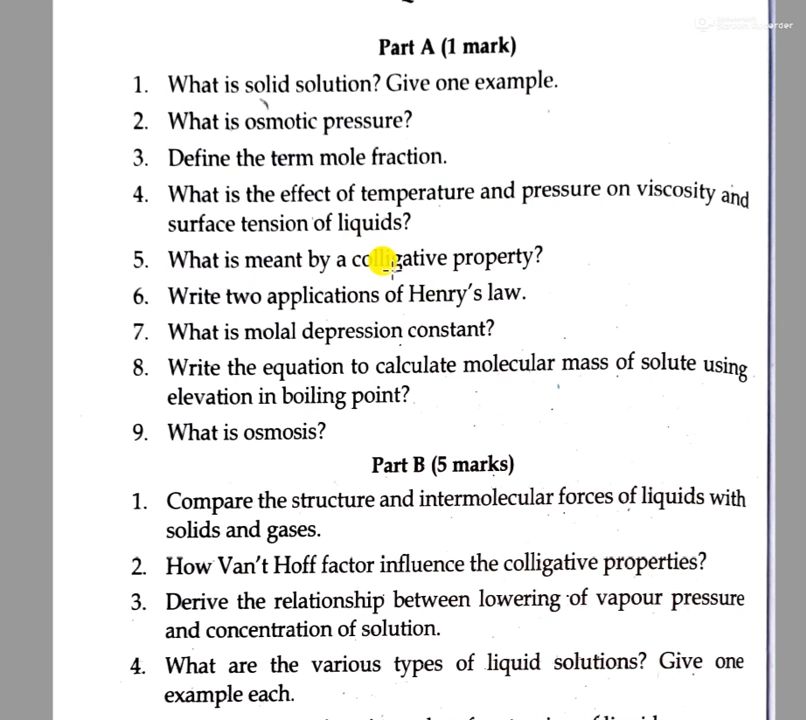 Part A (1 mark)
1. What is solid solution? Give one example.
2. What is osmotic pressure?
3. Define the term mole fraction.
4. What is the effect of temperature and pressure on viscosity and
surface tension of liquids?
5. What is meant by a colligative property?
6. Write two applications of Henry's law.
7. What is molal depression constant?
8. Write the equation to calculate molecular mass of solute using
elevation in boiling point?
9. What is osmosis?
Part B (5 marks)
1. Compare the structure and intermolecular forces of liquids with
solids and gases.
2. How Van't Hoff factor influence the colligative properties?
3. Derive the relationship between lowering of vapour pressure
and concentration of solution.
4. What are the various types of liquid solutions? Give one
example each.